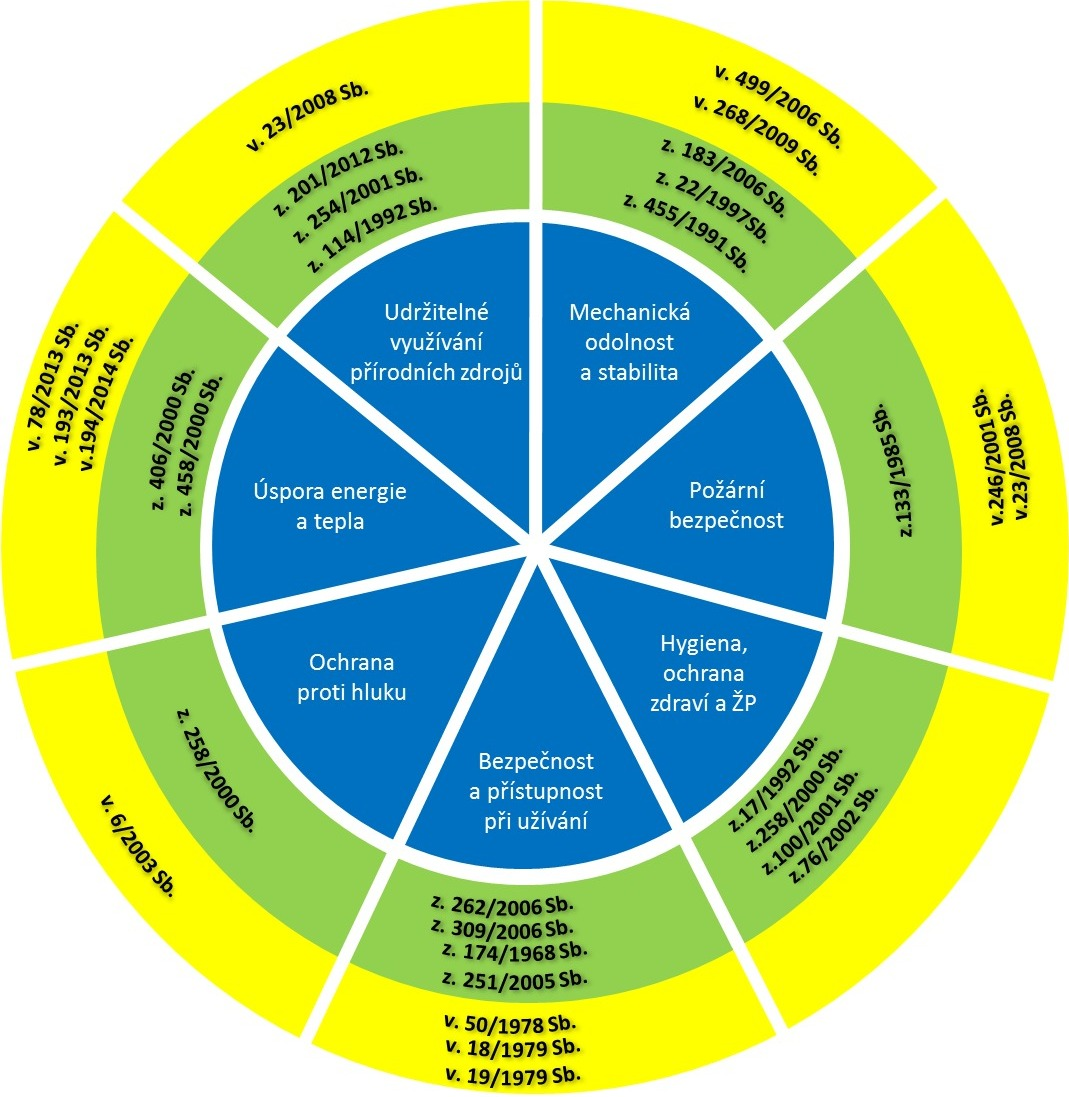 v. 499/2006 Sb.
v. 268/2009 Sb.
z. 183/2006 Sb.
z. 22/1997Sb.
z. 455/1991 Sb.
Mechanická
odolnost
a stabilita
v.23/2008 Sb.
v.246/2001 Sb.
z.133/1985 Sb.
Požární
bezpečnost
Hygiena,
ochrana
zdraví a ŽP
z.17/1992 Sb.
z.258/2000 Sb.
z.100/2001 Sb.
z.76/2002 Sb.
Bezpečnost
a přístupnost
při užívání
z. 262/2006 Sb.
z. 309/2006 Sb.
z. 174/1968 Sb.
z. 251/2005 Sb.
v. 50/1978 Sb.
v. 18/1979 Sb.
v. 19/1979 Sb.
Ochrana
proti hluku
z. 258/2000 Sb.
v. 6/2003 Sb.
Úspora energie
a tepla
z. 406/2000 Sb.
z. 458/2000 Sb.
v. 78/2013 Sb.
v. 193/2013 Sb.
v.194/2014 Sb.
Udržitelné
využívání
přírodních zdrojů
z. 201/2012 Sb.
z. 254/2001 Sb.
z. 114/1992 Sb.
v. 23/2008 Sb.